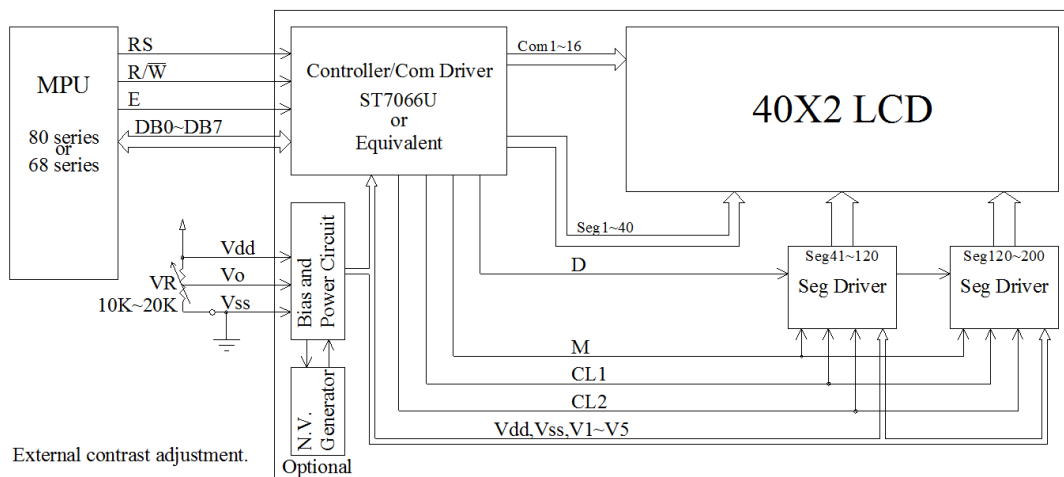 MPU
80 series
or
68 series
RS
R/W̅
E
DB0~DB7
Controller/Com Driver
ST7066U
or
Equivalent
Com1~16
40X2 LCD
Seg1~40
Seg41~120
Seg Driver
Seg120~200
Seg Driver
D
M
CL1
CL2
Vdd,Vss,V1~V5
Vdd
Vo
Vss
VR
10K~20K
Bias and
Power Circuit
N.V.
Generator
Optional
External contrast adjustment.